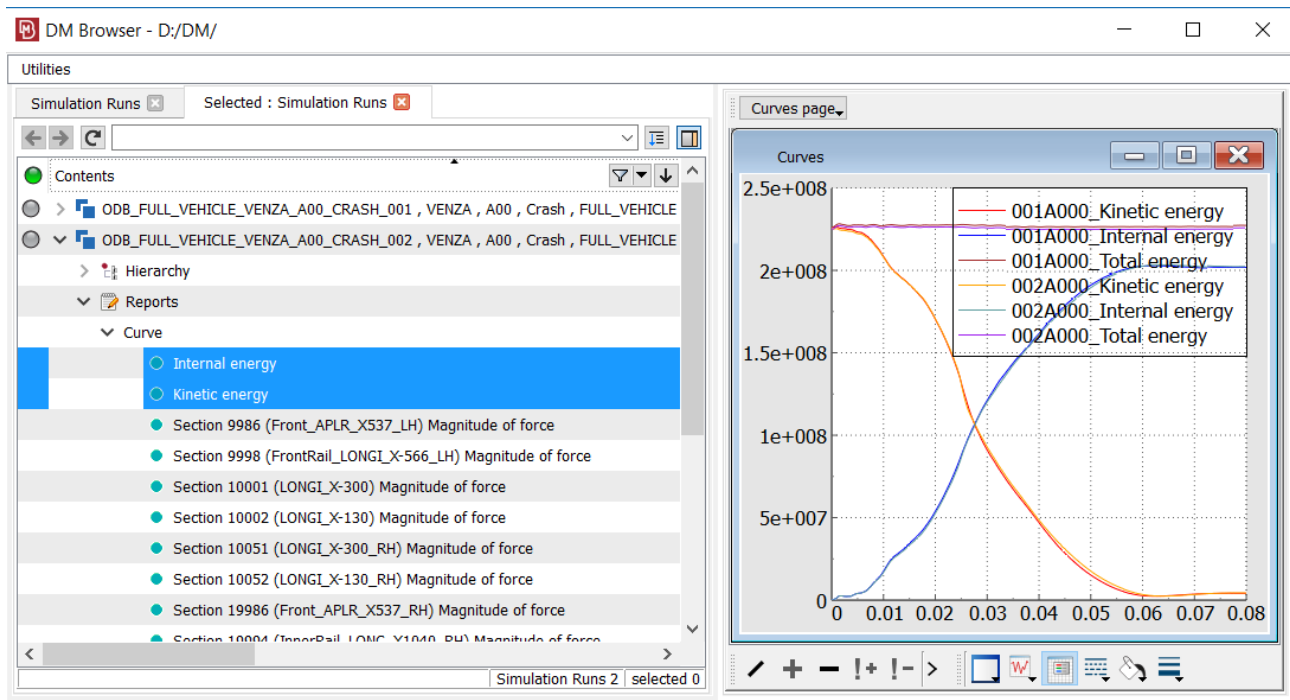 DM Browser - D:/DM/
Utilities
Simulation Runs
Selected : Simulation Runs
Contents
ODB_FULL_VEHICLE_VENZA_A00_CRASH_001 , VENZA , A00 , Crash , FULL_VEHICLE
ODB_FULL_VEHICLE_VENZA_A00_CRASH_002 , VENZA , A00 , Crash , FULL_VEHICLE
Hierarchy
Reports
Curve
Internal energy
Kinetic energy
Section 9986 (Front_APLR_X537_LH) Magnitude of force
Section 9998 (FrontRail_LONGI_X-566_LH) Magnitude of force
Section 10001 (LONGI_X-300) Magnitude of force
Section 10002 (LONGI_X-130) Magnitude of force
Section 10051 (LONGI_X-300_RH) Magnitude of force
Section 10052 (LONGI_X-130_RH) Magnitude of force
Section 19986 (Front_APLR_X537_RH) Magnitude of force
Section 19994 (InnerRail_LONG_X1040_RH) Magnitude of force
Simulation Runs 2 selected 0
Curves page
Curves
2.5e+008
2e+008
1.5e+008
1e+008
5e+007
0
001A000_Kinetic energy
001A000_Internal energy
001A000_Total energy
002A000_Kinetic energy
002A000_Internal energy
002A000_Total energy
0 0.01 0.02 0.03 0.04 0.05 0.06 0.07 0.08